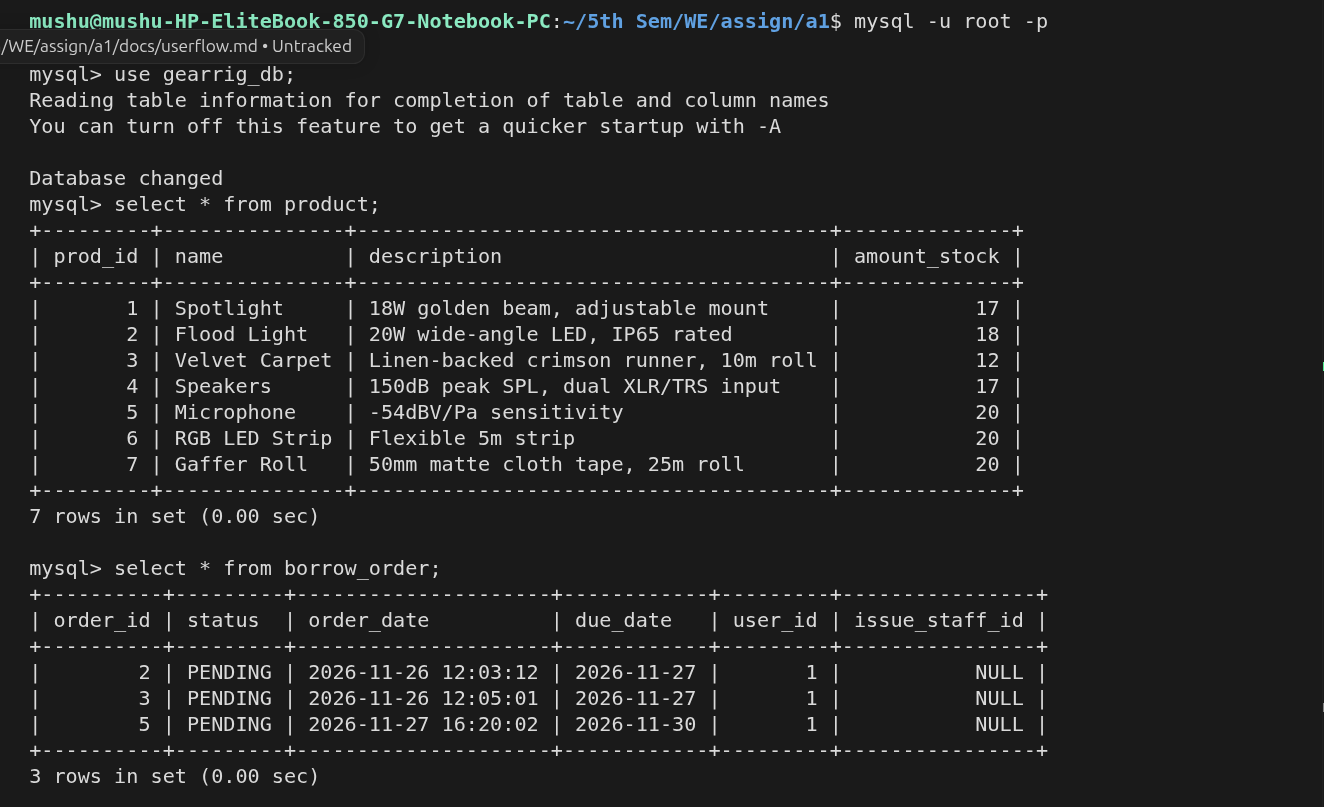 mushu@mushu-HP-EliteBook-850-G7-Notebook-PC:~/5th Sem/WE/assign/a1$ mysql -u root -p
/WE/assign/a1/docs/userflow.md • Untracked
mysql> use gearrig_db;
Reading table information for completion of table and column names
You can turn off this feature to get a quicker startup with -A
Database changed
mysql> select * from product;
+---------+---------------+---------------------------------------+--------------+
| prod_id | name          | description                           | amount_stock |
+---------+---------------+---------------------------------------+--------------+
|       1 | Spotlight     | 18W golden beam, adjustable mount     |           17 |
|       2 | Flood Light   | 20W wide-angle LED, IP65 rated        |           18 |
|       3 | Velvet Carpet | Linen-backed crimson runner, 10m roll |           12 |
|       4 | Speakers      | 150dB peak SPL, dual XLR/TRS input    |           17 |
|       5 | Microphone    | -54dBV/Pa sensitivity                 |           20 |
|       6 | RGB LED Strip | Flexible 5m strip                     |           20 |
|       7 | Gaffer Roll   | 50mm matte cloth tape, 25m roll       |           20 |
+---------+---------------+---------------------------------------+--------------+
7 rows in set (0.00 sec)
mysql> select * from borrow_order;
+----------+---------+---------------------+------------+---------+----------------+
| order_id | status  | order_date          | due_date   | user_id | issue_staff_id |
+----------+---------+---------------------+------------+---------+----------------+
|        2 | PENDING | 2026-11-26 12:03:12 | 2026-11-27 |       1 |           NULL |
|        3 | PENDING | 2026-11-26 12:05:01 | 2026-11-27 |       1 |           NULL |
|        5 | PENDING | 2026-11-27 16:20:02 | 2026-11-30 |       1 |           NULL |
+----------+---------+---------------------+------------+---------+----------------+
3 rows in set (0.00 sec)